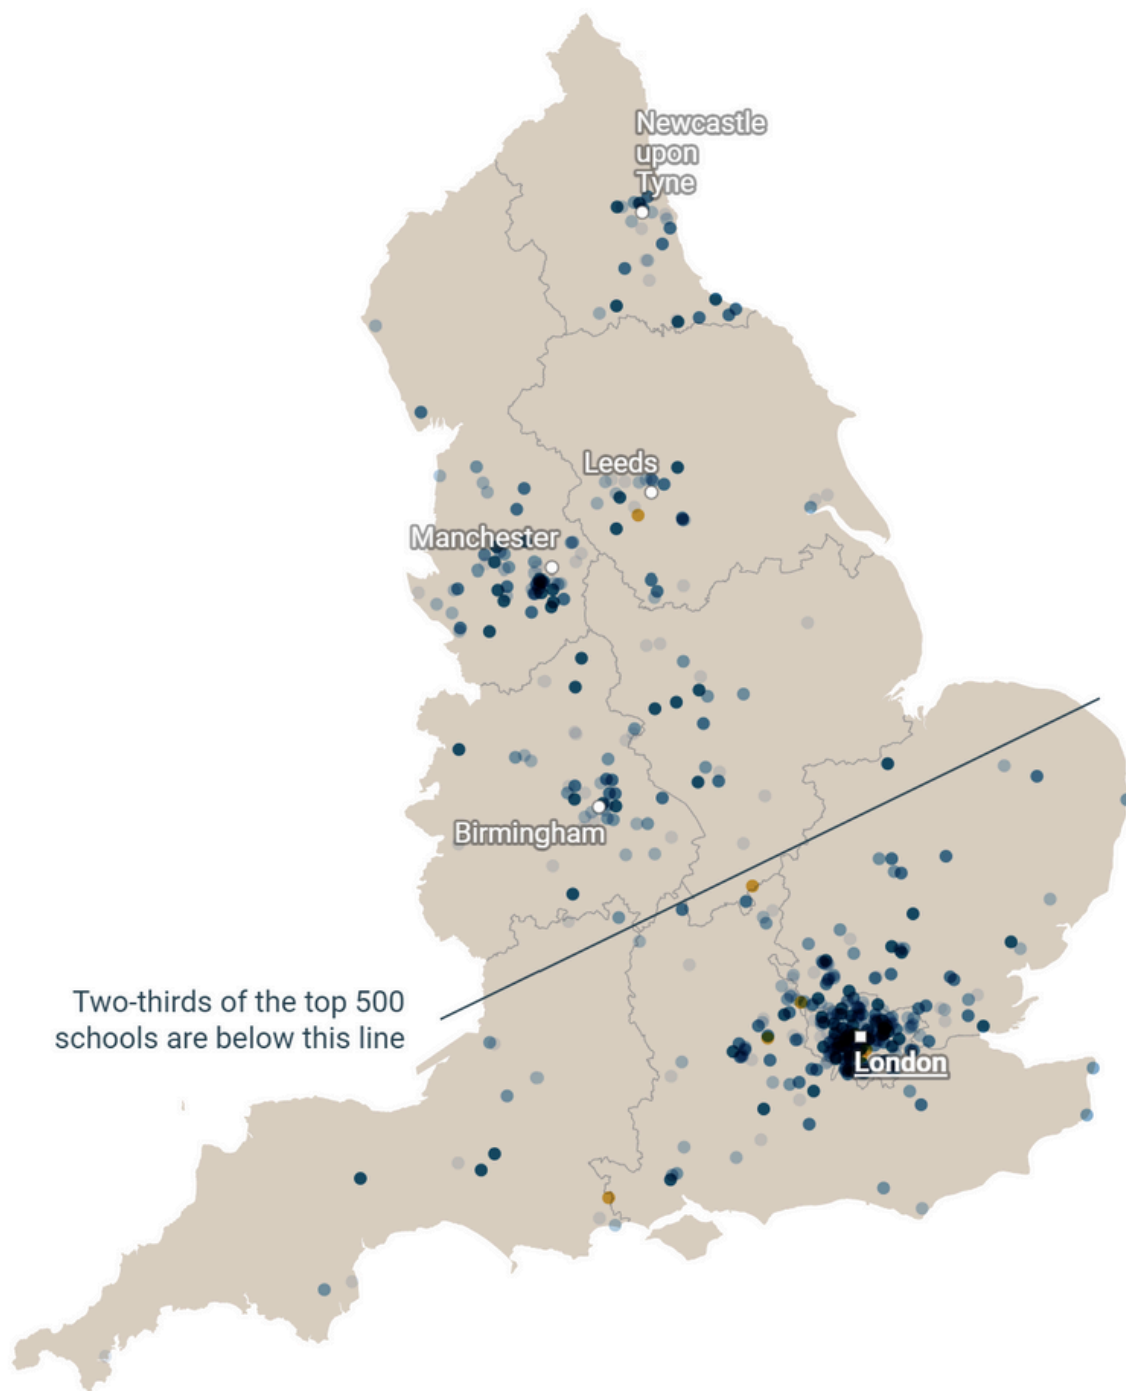 Newcastle
upon
Tyne
Leeds
Manchester
Birmingham
Two-thirds of the top 500
schools are below this line
London